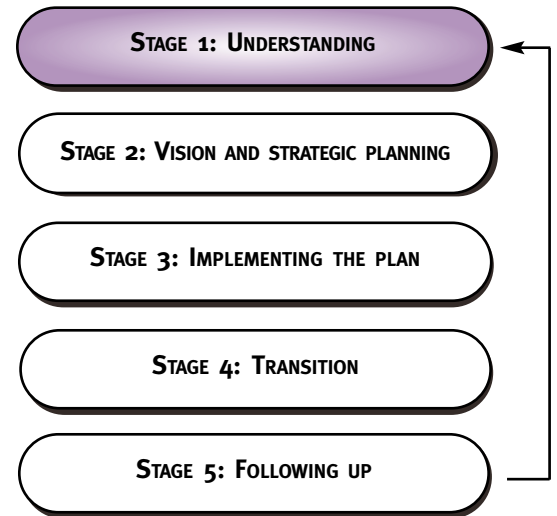 Stage 1: Understanding
Stage 2: Vision and strategic planning
Stage 3: Implementing the plan
Stage 4: Transition
Stage 5: Following up